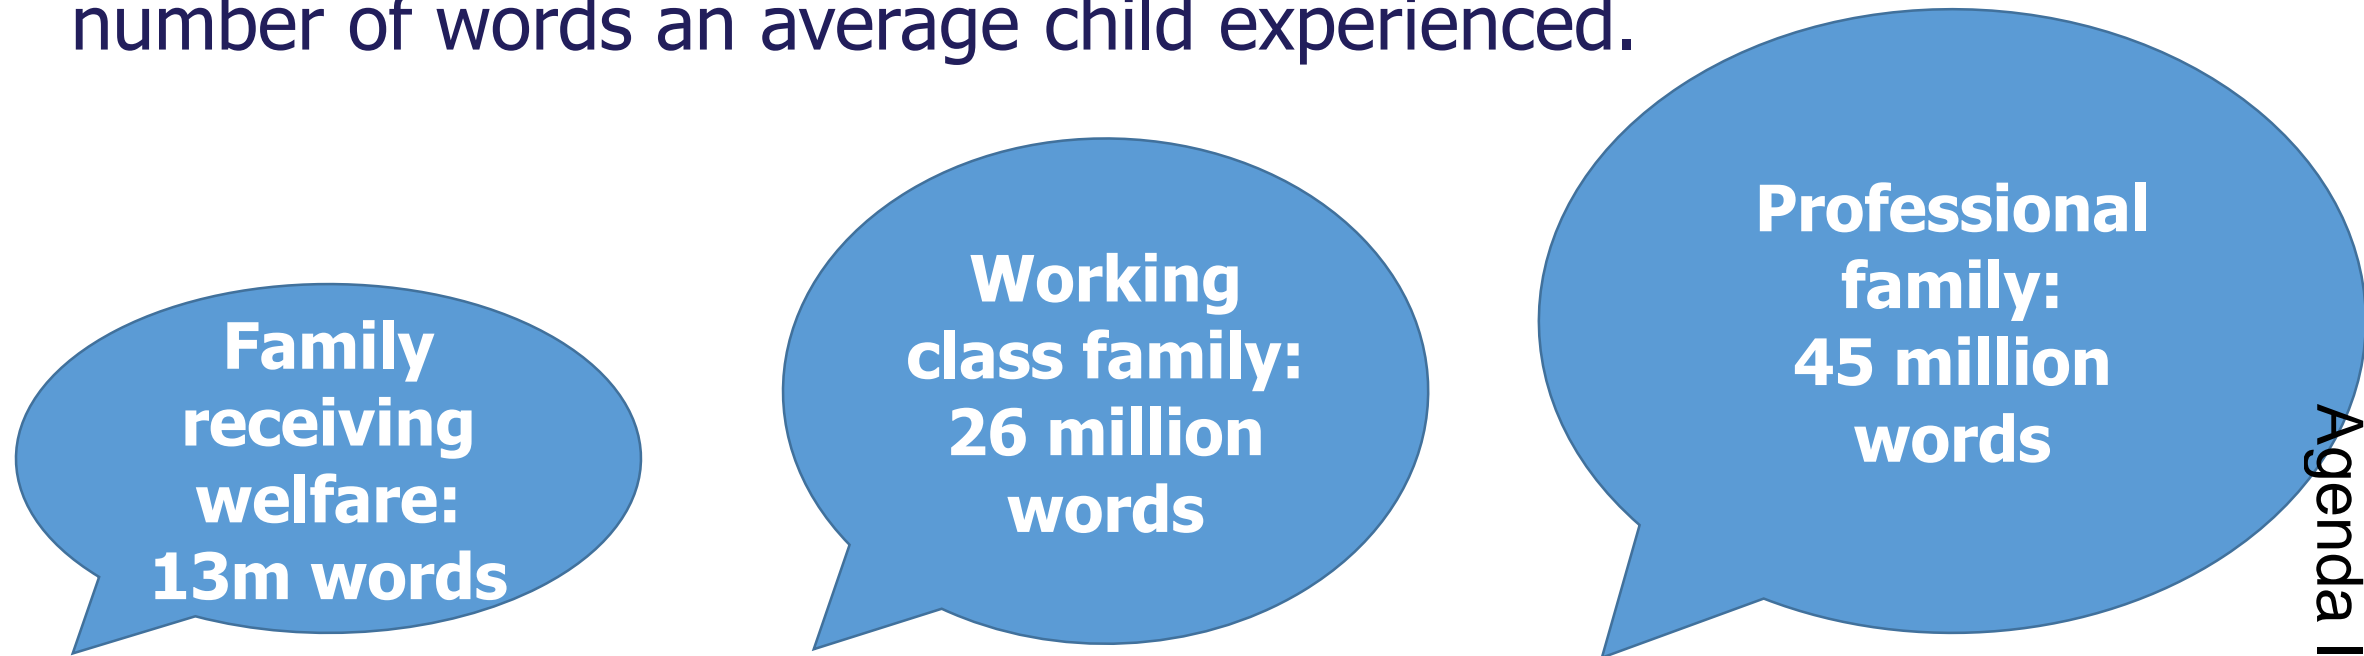 number of words an average child experienced.
Family
receiving
welfare:
13m words
Working
class family:
26 million
words
Professional
family:
45 million
words
Agenda